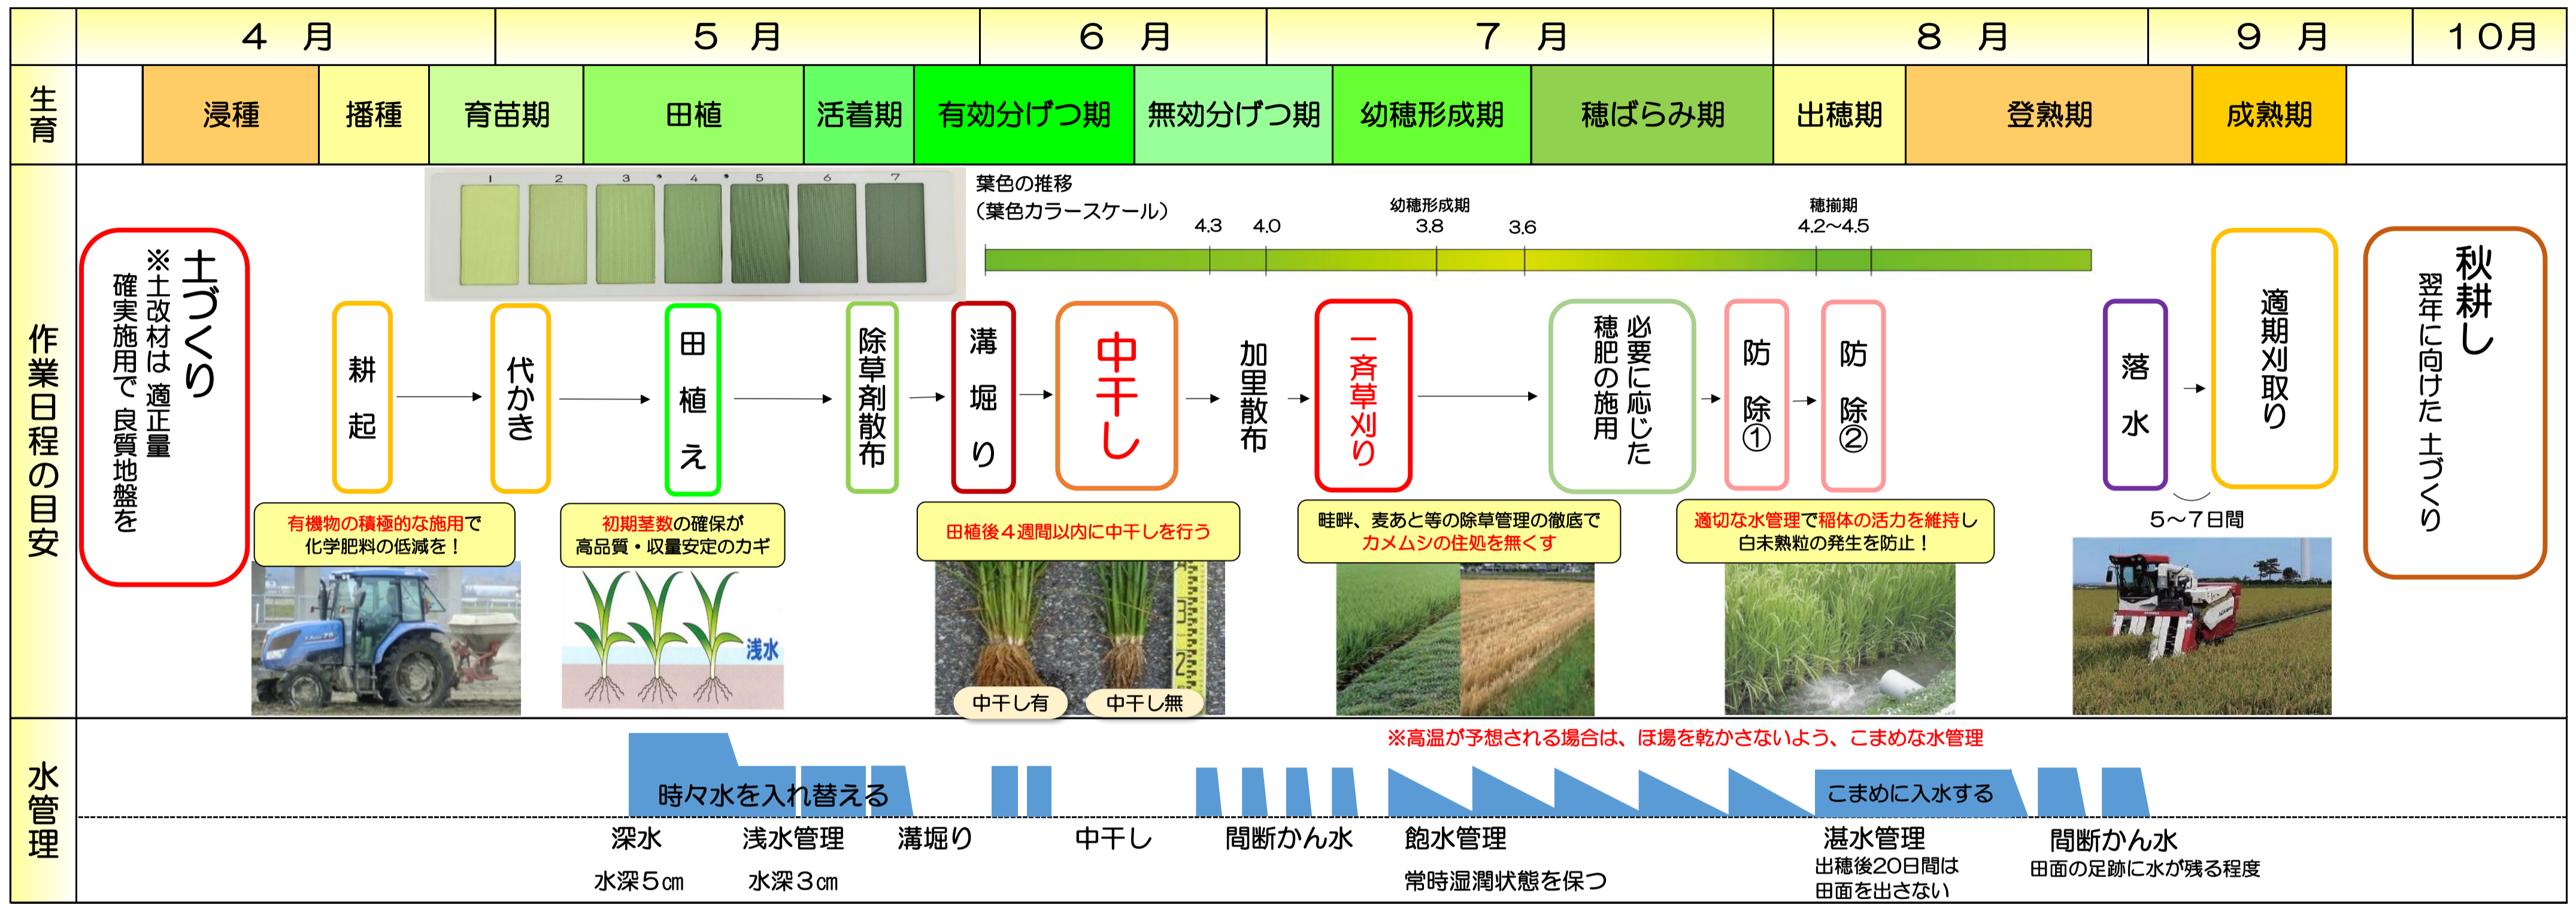 ４　月
５　月
６　月
７　月
８　月
９　月
１０月
生育
浸種
播種
育苗期
田植
活着期
有効分げつ期
無効分げつ期
幼穂形成期
穂ばらみ期
出穂期
登熟期
成熟期
作業日程の目安
1 2 3 4 5 6 7
葉色の推移
（葉色カラースケール）
4.3
4.0
幼穂形成期
3.8
3.6
穂揃期
4.2～4.5
土づくり
※土改材は 適正量
確実施用で 良質地盤を
耕起
代かき
田植え
除草剤散布
溝堀り
中干し
加里散布
一斉草刈り
必要に応じた
穂肥の施用
防除①
防除②
落水
適期刈取り
秋耕し
翌年に向けた 土づくり
有機物の積極的な施用で
化学肥料の低減を！
初期茎数の確保が
高品質・収量安定のカギ
田植後４週間以内に中干しを行う
畦畔、麦あと等の除草管理の徹底で
カメムシの住処を無くす
適切な水管理で稲体の活力を維持し
白未熟粒の発生を防止！
5～7日間
浅水
中干し有
中干し無
3
2
水管理
※高温が予想される場合は、ほ場を乾かさないよう、こまめな水管理
時々水を入れ替える
こまめに入水する
深水
水深５㎝
浅水管理
水深３㎝
溝堀り
中干し
間断かん水
飽水管理
常時湿潤状態を保つ
湛水管理
出穂後20日間は
田面を出さない
間断かん水
田面の足跡に水が残る程度